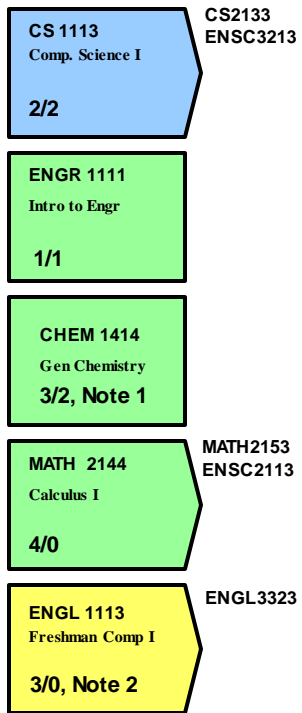 CS 1113
Comp. Science I
2/2
CS2133
ENSC3213
ENGR 1111
Intro to Engr
1/1
CHEM 1414
Gen Chemistry
3/2, Note 1
MATH 2144
Calculus I
4/0
MATH2153
ENSC2113
ENGL 1113
Freshman Comp I
3/0, Note 2
ENGL3323